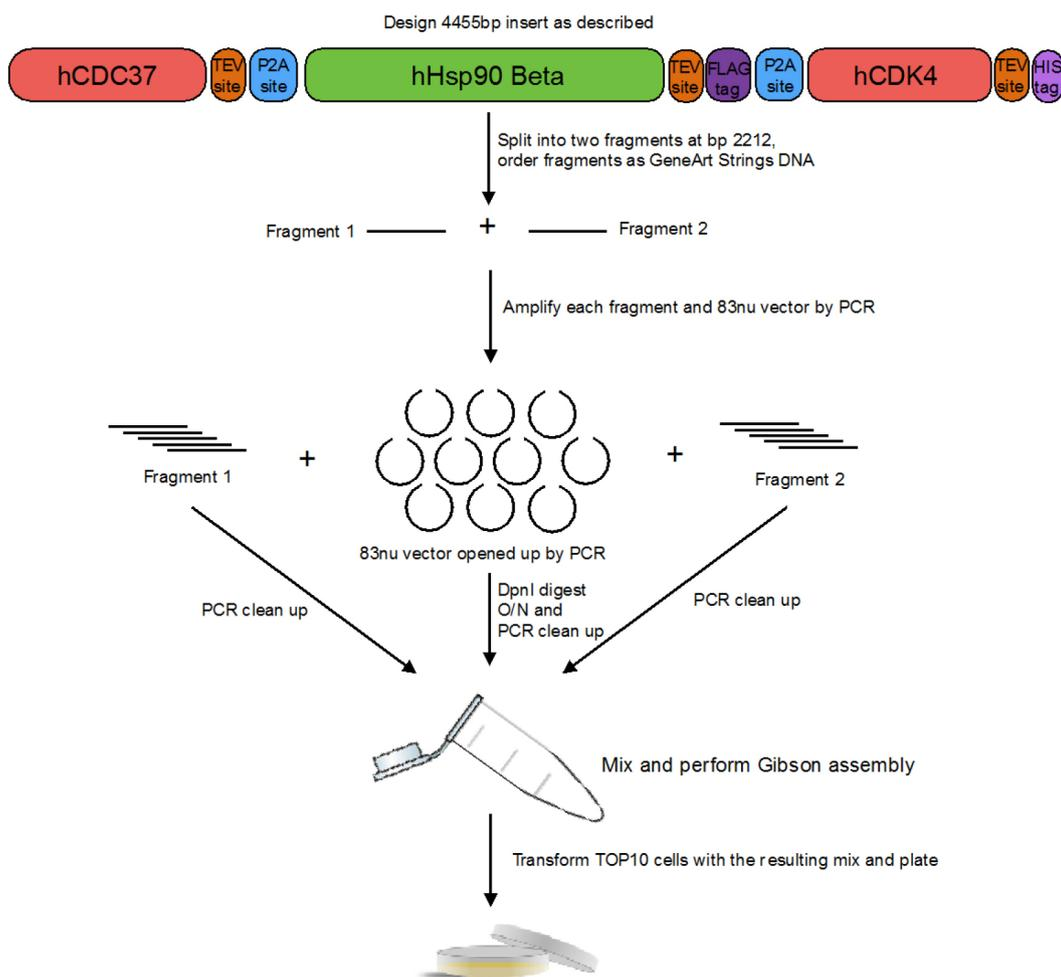 Design 4455bp insert as described
hCDC37
TEV
site
P2A
site
hHsp90 Beta
TEV
site
FLAG
tag
P2A
site
hCDK4
TEV
site
HIS
tag
Split into two fragments at bp 2212,
order fragments as GeneArt Strings DNA
Fragment 1
+
Fragment 2
Amplify each fragment and 83nu vector by PCR
Fragment 1
+
+
Fragment 2
83nu vector opened up by PCR
PCR clean up
DpnI digest
O/N and
PCR clean up
PCR clean up
Mix and perform Gibson assembly
Transform TOP10 cells with the resulting mix and plate